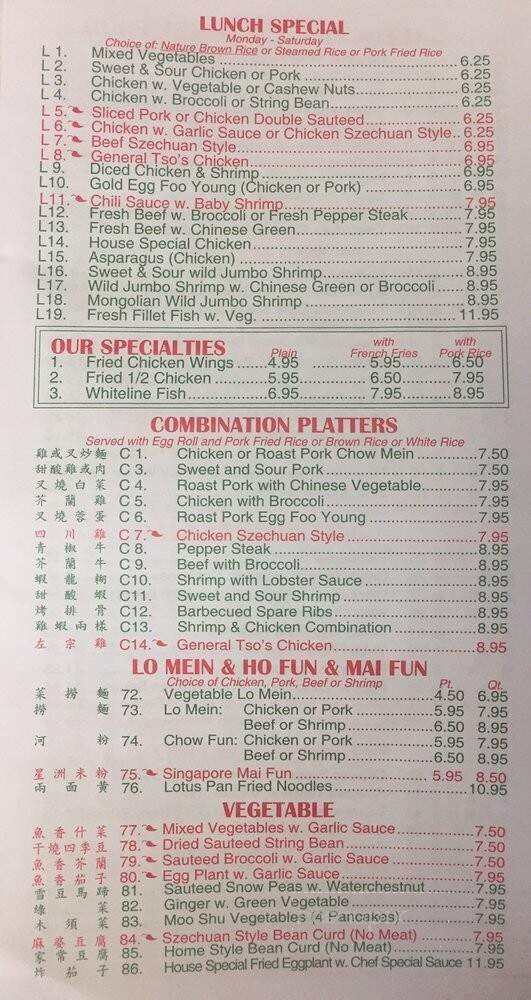 LUNCH SPECIAL
Monday - Saturday
Choice of: Nature Brown Rice or Steamed Rice or Pork Fried Rice
L 1. Mixed Vegetables 6.25
L 2. Sweet & Sour Chicken or Pork 6.25
L 3. Chicken w. Vegetable or Cashew Nuts 6.25
L 4. Chicken w. Broccoli or String Bean 6.25
L 5. Sliced Pork or Chicken Double Sauteed 6.25
L 6. Chicken w. Garlic Sauce or Chicken Szechuan Style 6.25
L 7. Beef Szechuan Style 6.95
L 8. General Tso's Chicken 6.95
L 9. Diced Chicken & Shrimp 6.95
L10. Gold Egg Foo Young (Chicken or Pork) 6.95
L11. Chili Sauce w. Baby Shrimp 7.95
L12. Fresh Beef w. Broccoli or Fresh Pepper Steak 7.95
L13. Fresh Beef w. Chinese Green 7.95
L14. House Special Chicken 7.95
L15. Asparagus (Chicken) 7.95
L16. Sweet & Sour wild Jumbo Shrimp 8.95
L17. Wild Jumbo Shrimp w. Chinese Green or Broccoli 8.95
L18. Mongolian Wild Jumbo Shrimp 8.95
L19. Fresh Fillet Fish w. Veg. 11.95
OUR SPECIALTIES Plain with French Fries with Pork Rice
1. Fried Chicken Wings 4.95 5.95 6.50
2. Fried 1/2 Chicken 5.95 6.50 7.95
3. Whiteline Fish 6.95 7.95 8.95
COMBINATION PLATTERS
Served with Egg Roll and Pork Fried Rice or Brown Rice or White Rice
雞或叉炒麵 C 1. Chicken or Roast Pork Chow Mein 7.50
甜酸雞或肉 C 3. Sweet and Sour Pork 7.50
叉燒白菜 C 4. Roast Pork with Chinese Vegetable 7.95
芥蘭雞 C 5. Chicken with Broccoli 7.95
叉燒蓉蛋 C 6. Roast Pork Egg Foo Young 7.95
四川雞 C 7. Chicken Szechuan Style 7.95
青椒牛 C 8. Pepper Steak 8.95
芥蘭牛 C 9. Beef with Broccoli 8.95
蝦龍糊 C10. Shrimp with Lobster Sauce 8.95
甜酸蝦 C11. Sweet and Sour Shrimp 8.95
烤排骨 C12. Barbecued Spare Ribs 8.95
雞蝦兩樣 C13. Shrimp & Chicken Combination 8.95
左宗雞 C14. General Tso's Chicken 8.95
LO MEIN & HO FUN & MAI FUN
Choice of Chicken, Pork, Beef or Shrimp Pt. Qt.
菜撈麵 72. Vegetable Lo Mein 4.50 6.95
撈麵 73. Lo Mein: Chicken or Pork 5.95 7.95
Beef or Shrimp 6.50 8.95
河粉 74. Chow Fun: Chicken or Pork 5.95 7.95
Beef or Shrimp 6.50 8.95
星洲米粉 75. Singapore Mai Fun 5.95 8.50
兩面黃 76. Lotus Pan Fried Noodles 10.95
VEGETABLE
魚香什菜 77. Mixed Vegetables w. Garlic Sauce 7.50
干燒四季豆 78. Dried Sauteed String Bean 7.50
魚香芥蘭 79. Sauteed Broccoli w. Garlic Sauce 7.50
魚香茄子 80. Egg Plant w. Garlic Sauce 7.95
雪豆馬蹄 81. Sauteed Snow Peas w. Waterchestnut 7.95
綠菜 82. Ginger w. Green Vegetable 7.95
木須菜 83. Moo Shu Vegetables (4 Pancakes) 7.95
麻婆豆腐 84. Szechuan Style Bean Curd (No Meat) 7.95
家常豆腐 85. Home Style Bean Curd (No Meat) 7.95
炸茄子 86. House Special Fried Eggplant w. Chef Special Sauce 11.95